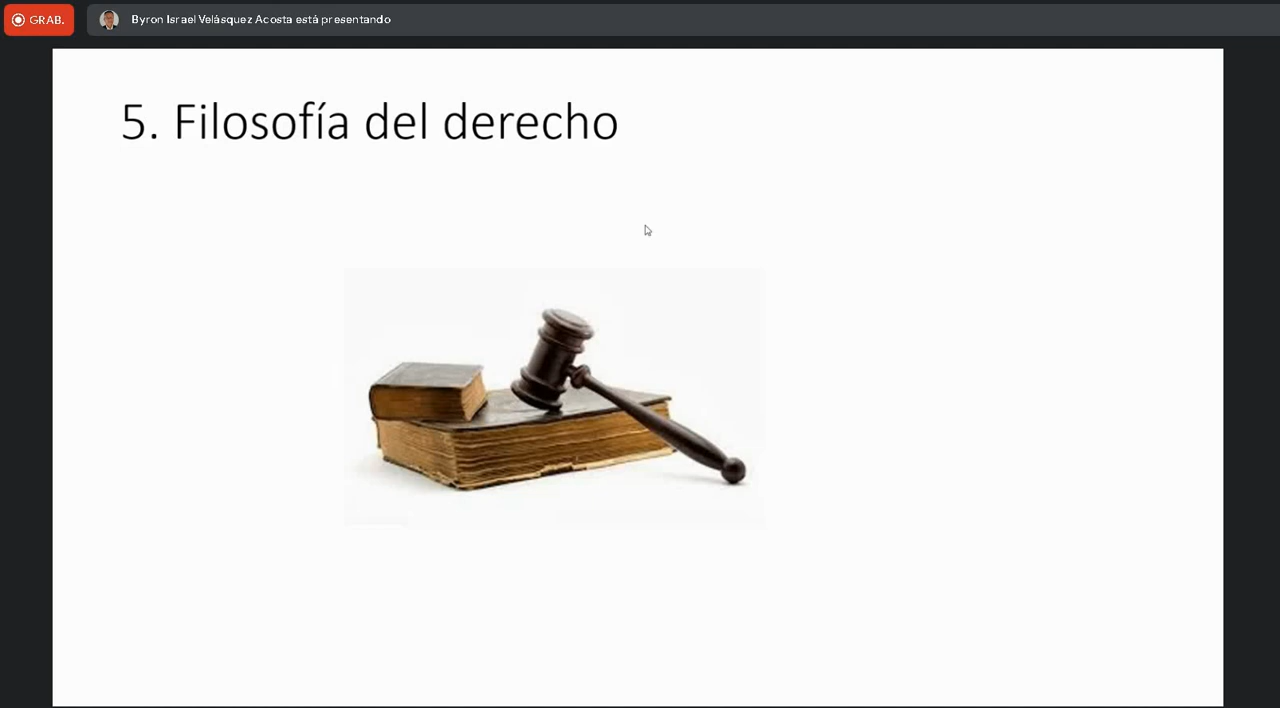 GRAB.
Byron Israel Velásquez Acosta está presentando
5. Filosofía del derecho